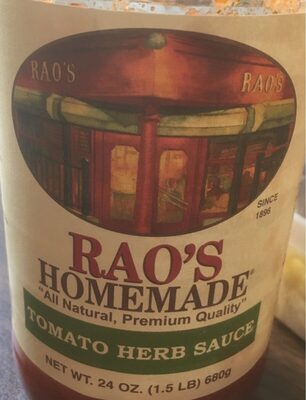 RAO'S RAO'S
SINCE
1896
RAO'S
HOMEMADE®
"All Natural, Premium Quality"
TOMATO HERB SAUCE
NET WT. 24 OZ. (1.5 LB) 680g